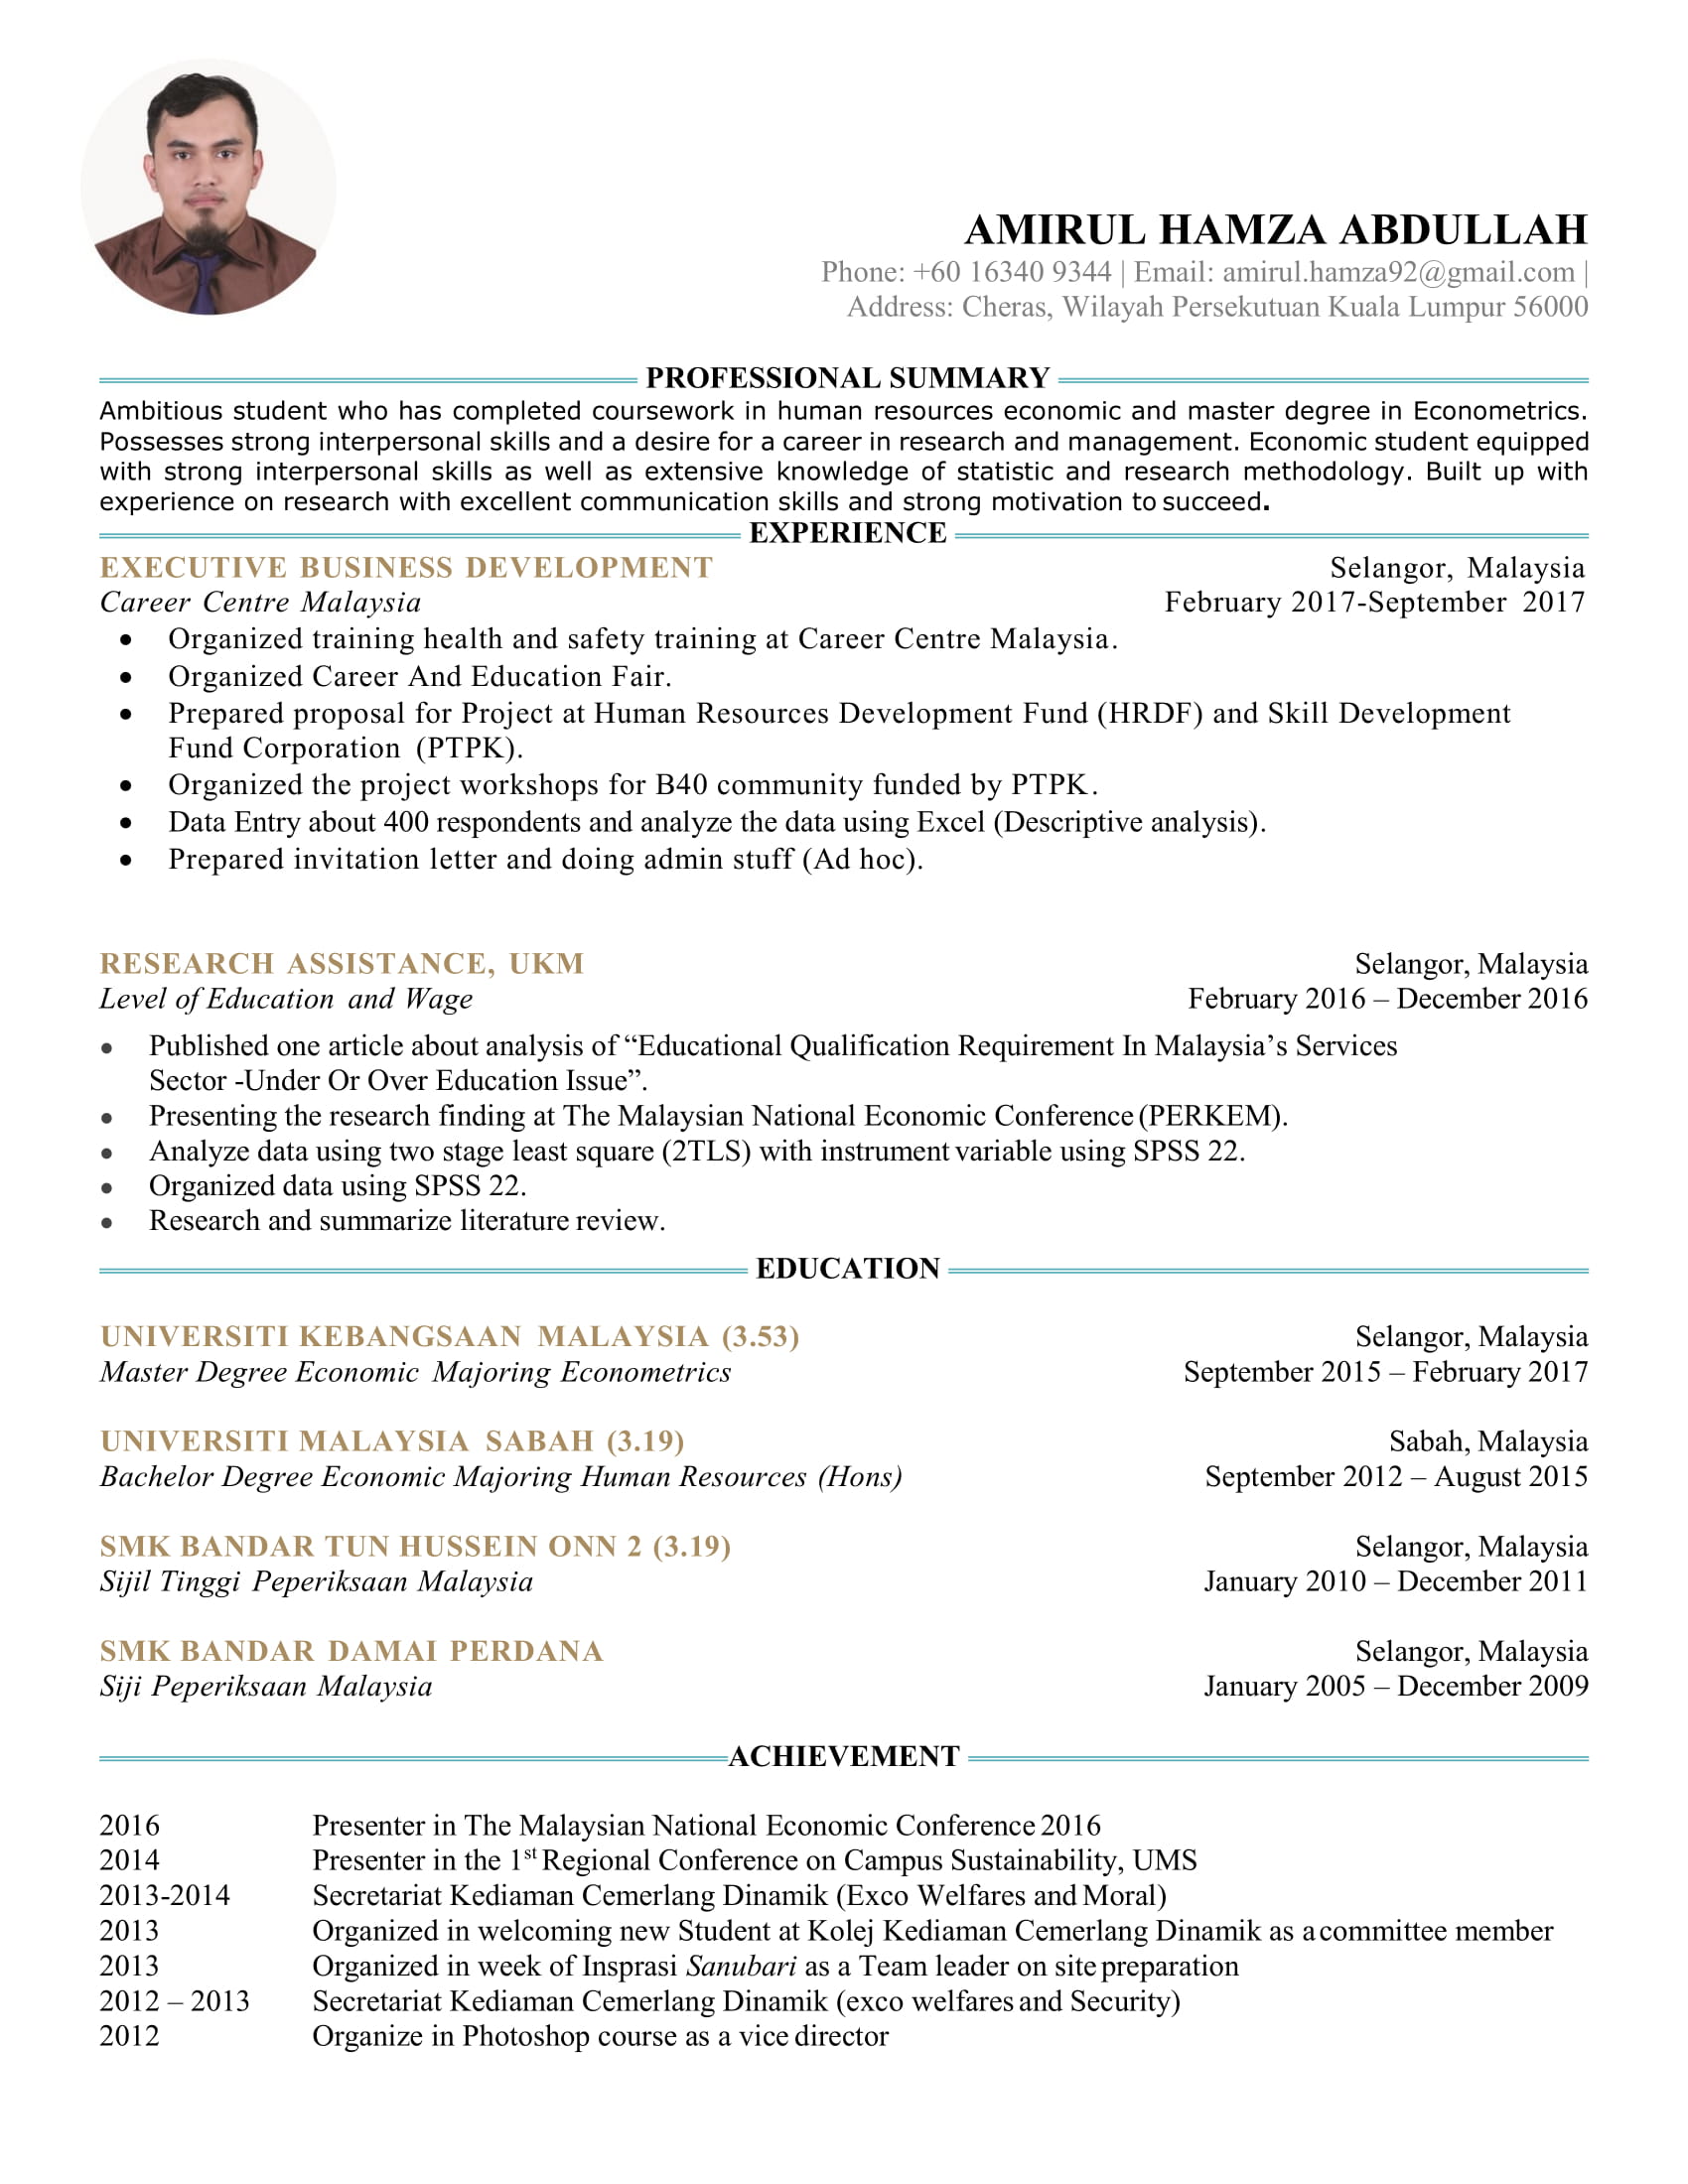 AMIRUL HAMZA ABDULLAH
Phone: +60 16340 9344 | Email: amirul.hamza92@gmail.com |
Address: Cheras, Wilayah Persekutuan Kuala Lumpur 56000
PROFESSIONAL SUMMARY
Ambitious student who has completed coursework in human resources economic and master degree in Econometrics.
Possesses strong interpersonal skills and a desire for a career in research and management. Economic student equipped
with strong interpersonal skills as well as extensive knowledge of statistic and research methodology. Built up with
experience on research with excellent communication skills and strong motivation to succeed.
EXPERIENCE
EXECUTIVE BUSINESS DEVELOPMENT Selangor, Malaysia
Career Centre Malaysia February 2017-September 2017
• Organized training health and safety training at Career Centre Malaysia.
• Organized Career And Education Fair.
• Prepared proposal for Project at Human Resources Development Fund (HRDF) and Skill Development
Fund Corporation (PTPK).
• Organized the project workshops for B40 community funded by PTPK.
• Data Entry about 400 respondents and analyze the data using Excel (Descriptive analysis).
• Prepared invitation letter and doing admin stuff (Ad hoc).
RESEARCH ASSISTANCE, UKM Selangor, Malaysia
Level of Education and Wage February 2016 – December 2016
• Published one article about analysis of “Educational Qualification Requirement In Malaysia’s Services
Sector -Under Or Over Education Issue”.
• Presenting the research finding at The Malaysian National Economic Conference (PERKEM).
• Analyze data using two stage least square (2TLS) with instrument variable using SPSS 22.
• Organized data using SPSS 22.
• Research and summarize literature review.
EDUCATION
UNIVERSITI KEBANGSAAN MALAYSIA (3.53) Selangor, Malaysia
Master Degree Economic Majoring Econometrics September 2015 – February 2017
UNIVERSITI MALAYSIA SABAH (3.19) Sabah, Malaysia
Bachelor Degree Economic Majoring Human Resources (Hons) September 2012 – August 2015
SMK BANDAR TUN HUSSEIN ONN 2 (3.19) Selangor, Malaysia
Sijil Tinggi Peperiksaan Malaysia January 2010 – December 2011
SMK BANDAR DAMAI PERDANA Selangor, Malaysia
Siji Peperiksaan Malaysia January 2005 – December 2009
ACHIEVEMENT
2016 Presenter in The Malaysian National Economic Conference 2016
2014 Presenter in the 1st Regional Conference on Campus Sustainability, UMS
2013-2014 Secretariat Kediaman Cemerlang Dinamik (Exco Welfares and Moral)
2013 Organized in welcoming new Student at Kolej Kediaman Cemerlang Dinamik as a committee member
2013 Organized in week of Insprasi Sanubari as a Team leader on site preparation
2012 – 2013 Secretariat Kediaman Cemerlang Dinamik (exco welfares and Security)
2012 Organize in Photoshop course as a vice director